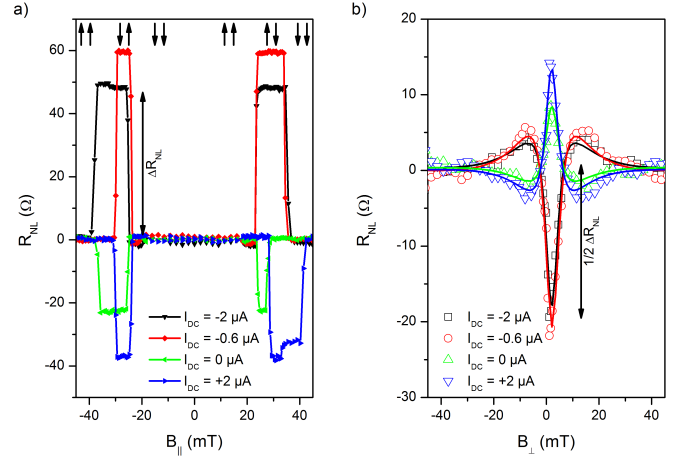 a)
60
40
20
0
-20
-40
-40
-20
0
20
40
R_NL (Ω)
B_|| (mT)
ΔR_NL
I_DC = -2 µA
I_DC = -0.6 µA
I_DC = 0 µA
I_DC = +2 µA
b)
20
10
0
-10
-20
-30
-40
-20
0
20
40
R_NL (Ω)
B_⊥ (mT)
1/2 ΔR_NL
I_DC = -2 µA
I_DC = -0.6 µA
I_DC = 0 µA
I_DC = +2 µA